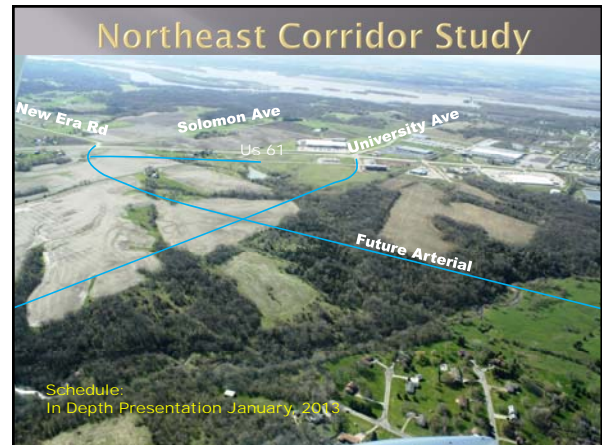 Northeast Corridor Study
New Era Rd
Solomon Ave
University Ave
Us 61
Future Arterial
Schedule:
In Depth Presentation January, 2013